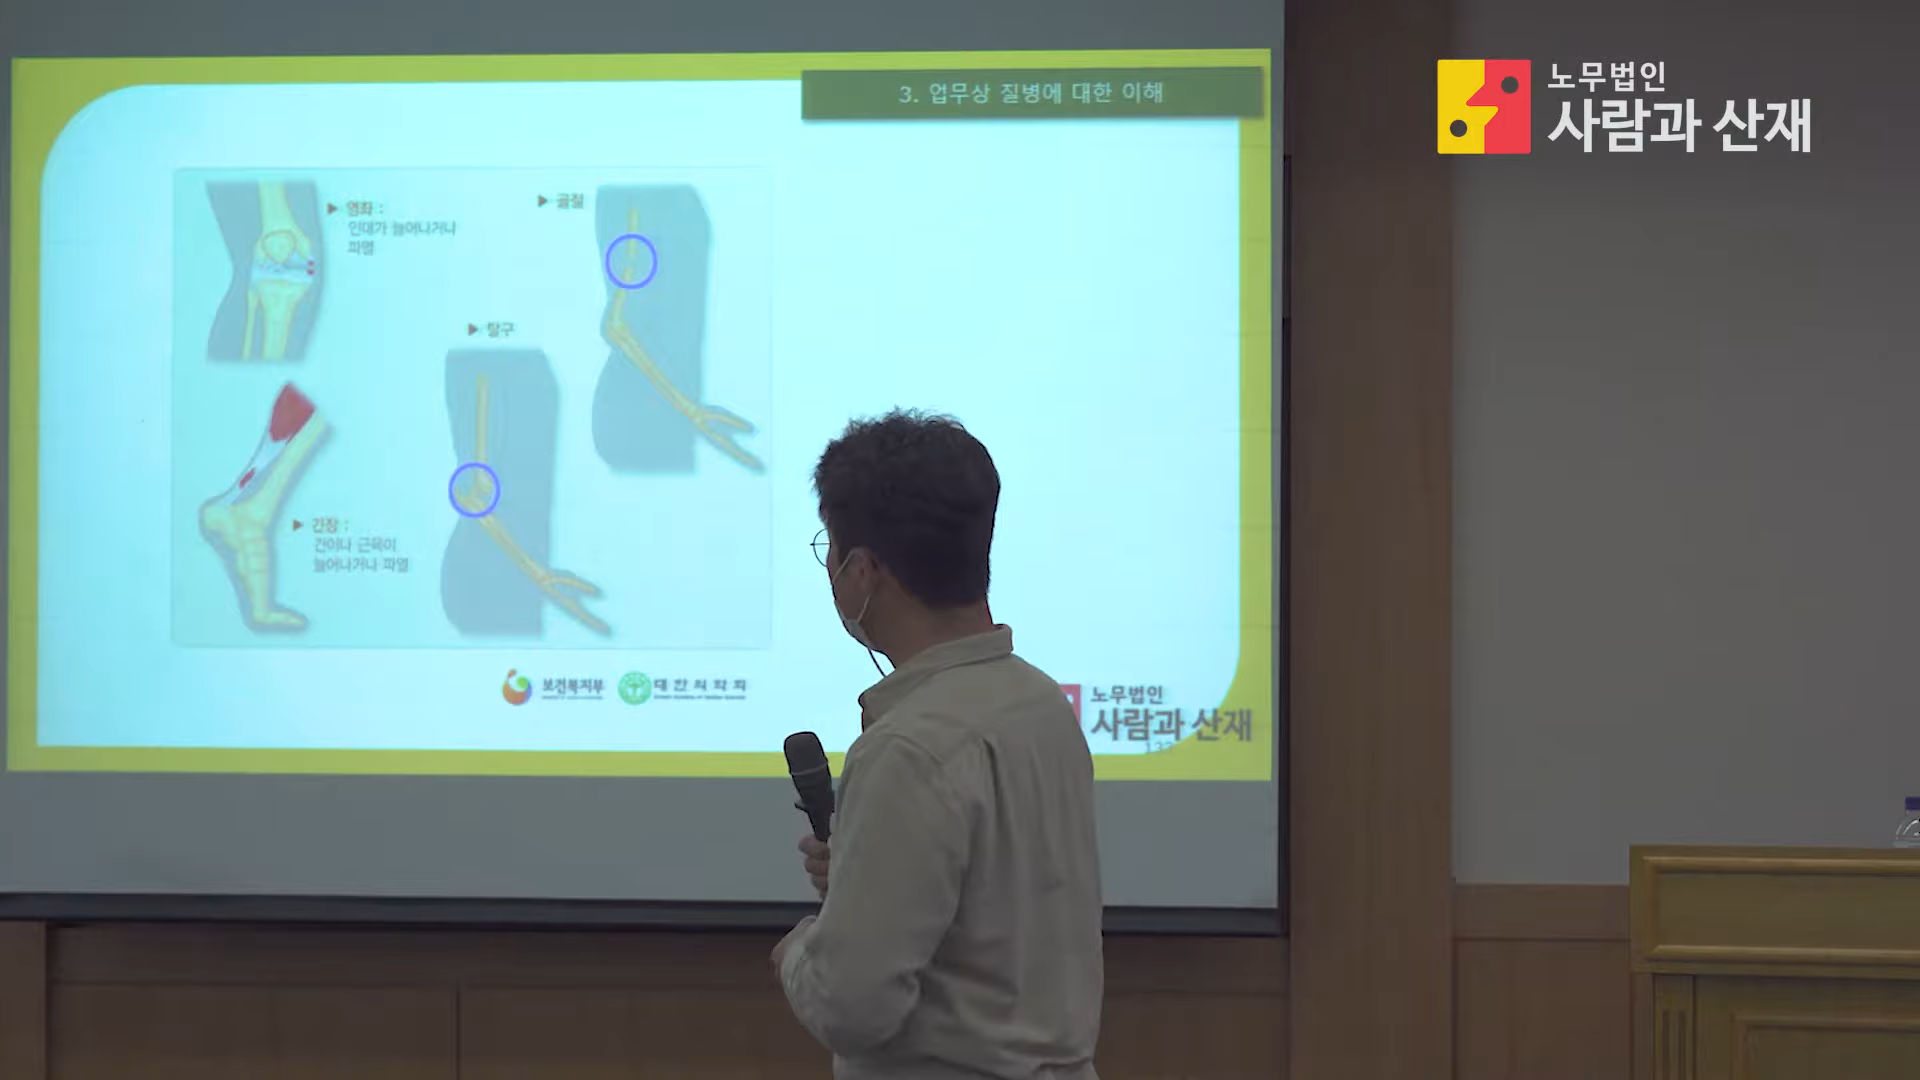 3. 업무상 질병에 대한 이해
노무법인
사람과 산재
▶ 염좌 :
인대가 늘어나거나
파열
▶ 골절
▶ 탈구
▶ 간장 :
건이나 근육이
늘어나거나 파열
보건복지부
대한의학회
노무법인
사람과 산재
133